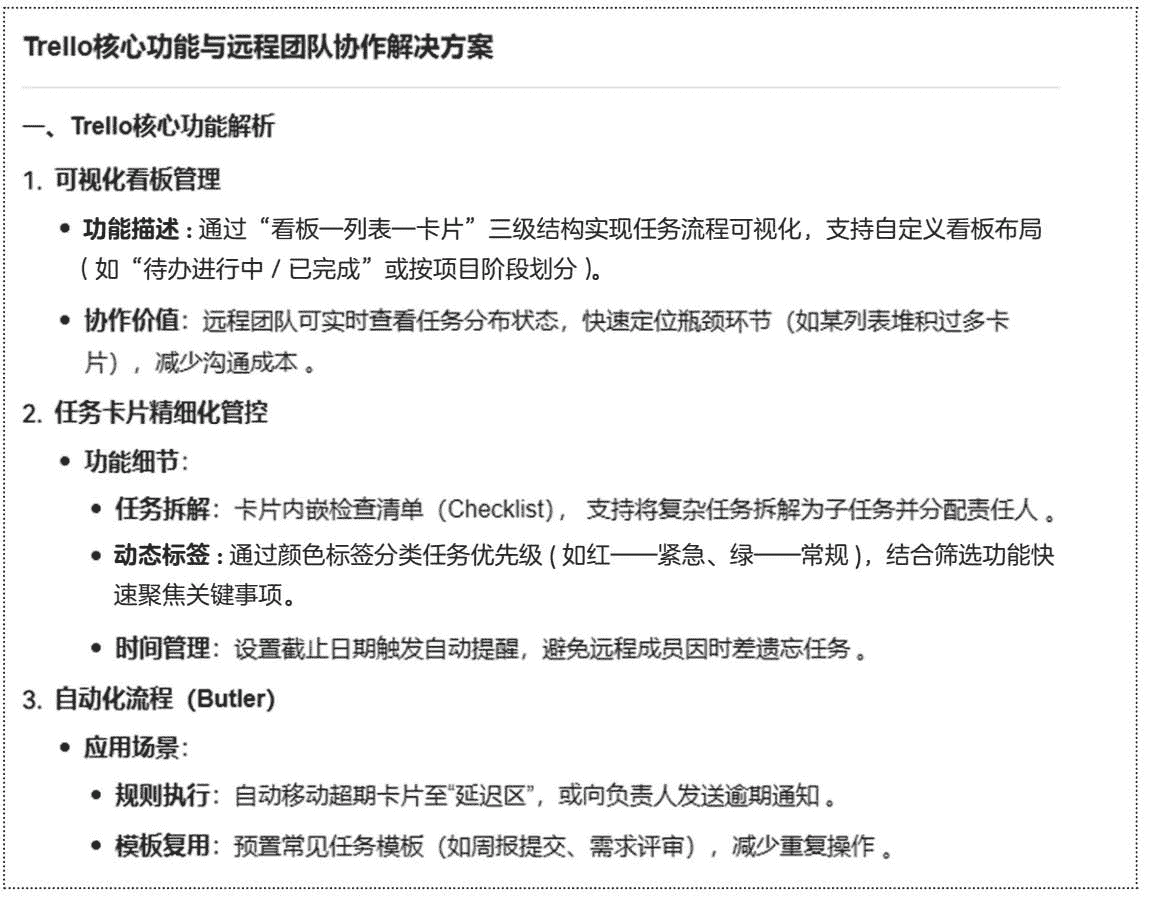 Trello核心功能与远程团队协作解决方案
一、Trello核心功能解析
1. 可视化看板管理
• 功能描述 : 通过“看板—列表—卡片”三级结构实现任务流程可视化，支持自定义看板布局
( 如“待办进行中 / 已完成”或按项目阶段划分 )。
• 协作价值：远程团队可实时查看任务分布状态，快速定位瓶颈环节（如某列表堆积过多卡
片），减少沟通成本 。
2. 任务卡片精细化管控
• 功能细节：
• 任务拆解：卡片内嵌检查清单（Checklist)， 支持将复杂任务拆解为子任务并分配责任人 。
• 动态标签 : 通过颜色标签分类任务优先级 ( 如红——紧急、绿——常规 )，结合筛选功能快
速聚焦关键事项。
• 时间管理：设置截止日期触发自动提醒，避免远程成员因时差遗忘任务 。
3. 自动化流程（Butler)
• 应用场景：
• 规则执行：自动移动超期卡片至“延迟区”，或向负责人发送逾期通知 。
• 模板复用：预置常见任务模板（如周报提交、需求评审），减少重复操作 。